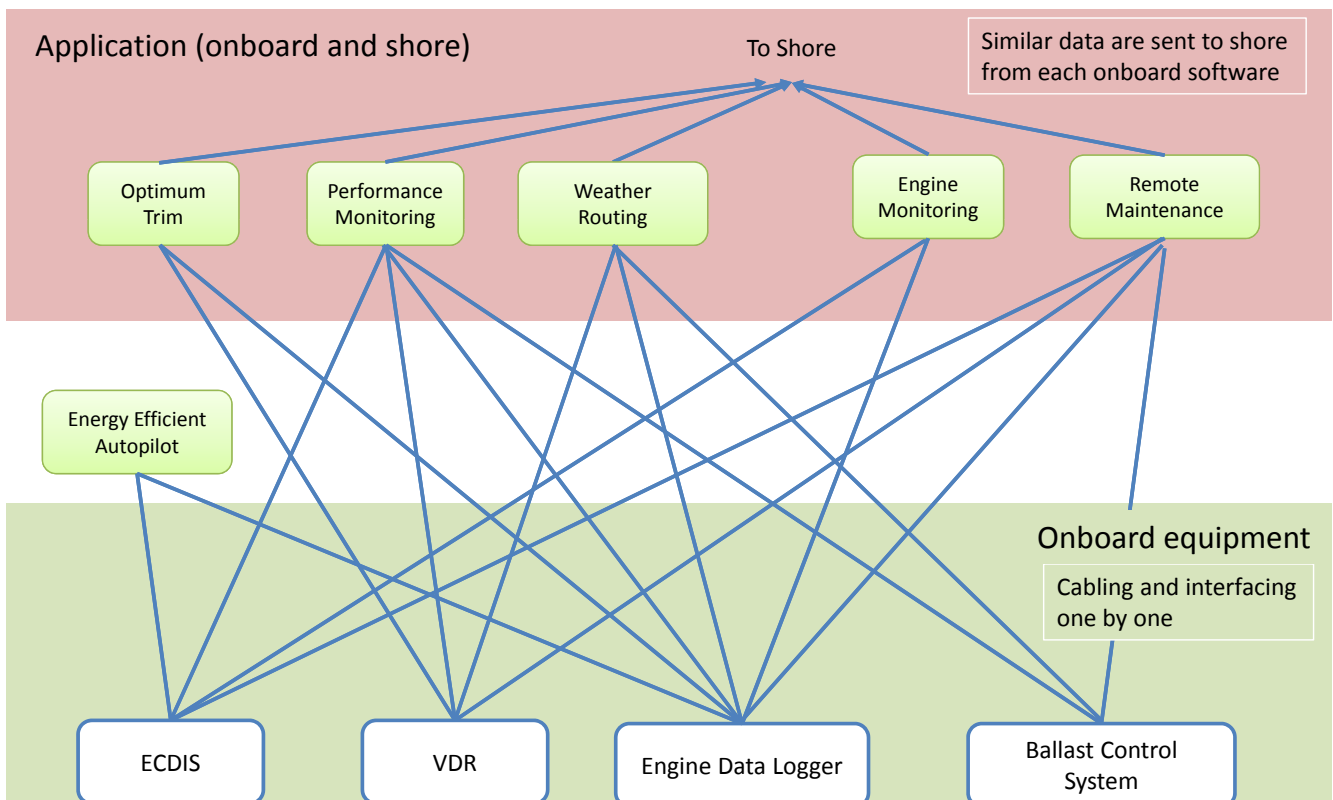 Application (onboard and shore)
To Shore
Similar data are sent to shore
from each onboard software
Optimum
Trim
Performance
Monitoring
Weather
Routing
Engine
Monitoring
Remote
Maintenance
Energy Efficient
Autopilot
Onboard equipment
Cabling and interfacing
one by one
ECDIS
VDR
Engine Data Logger
Ballast Control
System